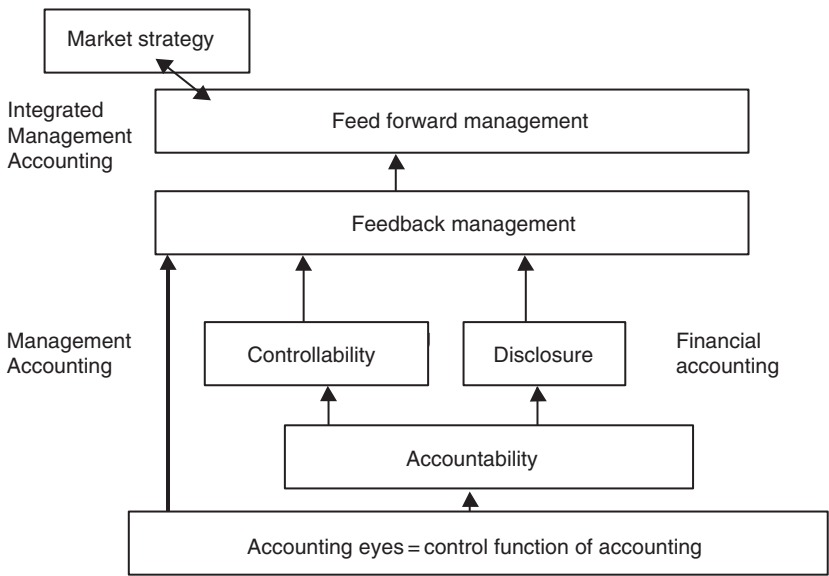 Market strategy
Integrated
Management
Accounting
Feed forward management
Feedback management
Management
Accounting
Controllability
Disclosure
Financial
accounting
Accountability
Accounting eyes = control function of accounting